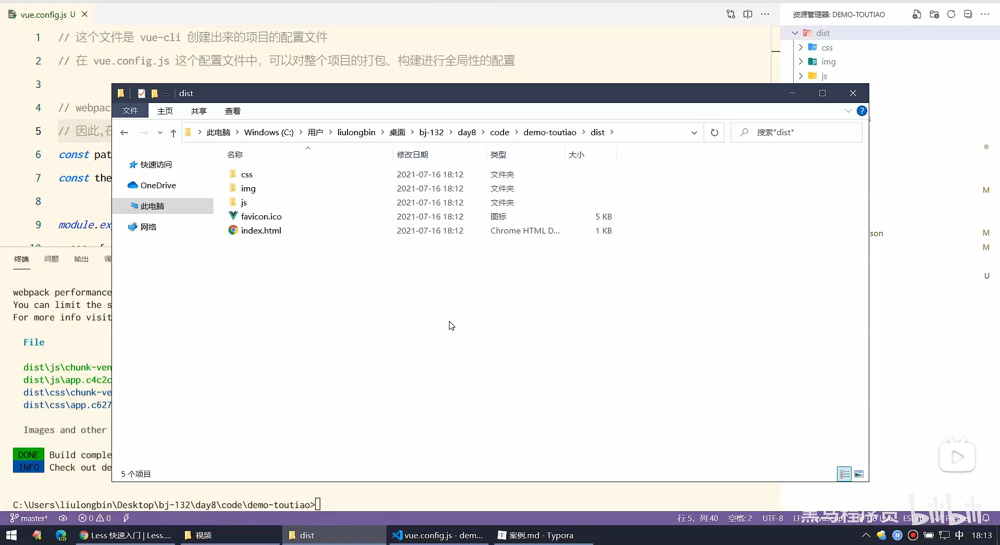 vue.config.js U
资源管理器: DEMO-TOUTIAO
1 // 这个文件是 vue-cli 创建出来的项目的配置文件
2 // 在 vue.config.js 这个配置文件中，可以对整个项目的打包、构建进行全局性的配置
3
4 // webpac
5 // 因此,在
6 const pat
7 const the
8
9 module.ex
dist
css
img
js
dist
文件 主页 共享 查看
此电脑 Windows (C:) 用户 liulongbin 桌面 bj-132 day8 code demo-toutiao dist
搜索"dist"
快速访问
OneDrive
此电脑
网络
名称 修改日期 类型 大小
css 2021-07-16 18:12 文件夹
img 2021-07-16 18:12 文件夹
js 2021-07-16 18:12 文件夹
favicon.ico 2021-07-16 18:12 图标 5 KB
index.html 2021-07-16 18:12 Chrome HTML D... 1 KB
5 个项目
M
son M
M
U
终端 问题 输出 调
webpack performance
You can limit the s
For more info visit
File
dist\js\chunk-ven
dist\js\app.c4c2c
dist\css\chunk-ve
dist\css\app.c627
Images and other
DONE Build comple
INFO Check out de
C:\Users\liulongbin\Desktop\bj-132\day8\code\demo-toutiao>
master* 0 0
行 5，列 40 空格: 2 UTF-8 LF JavaScript Go Live ESLint Prettier
黑马程序员 bilibili
Less 快速入门 | Less.... 视频 dist vue.config.js - dem... 案例.md - Typora
中 18:13